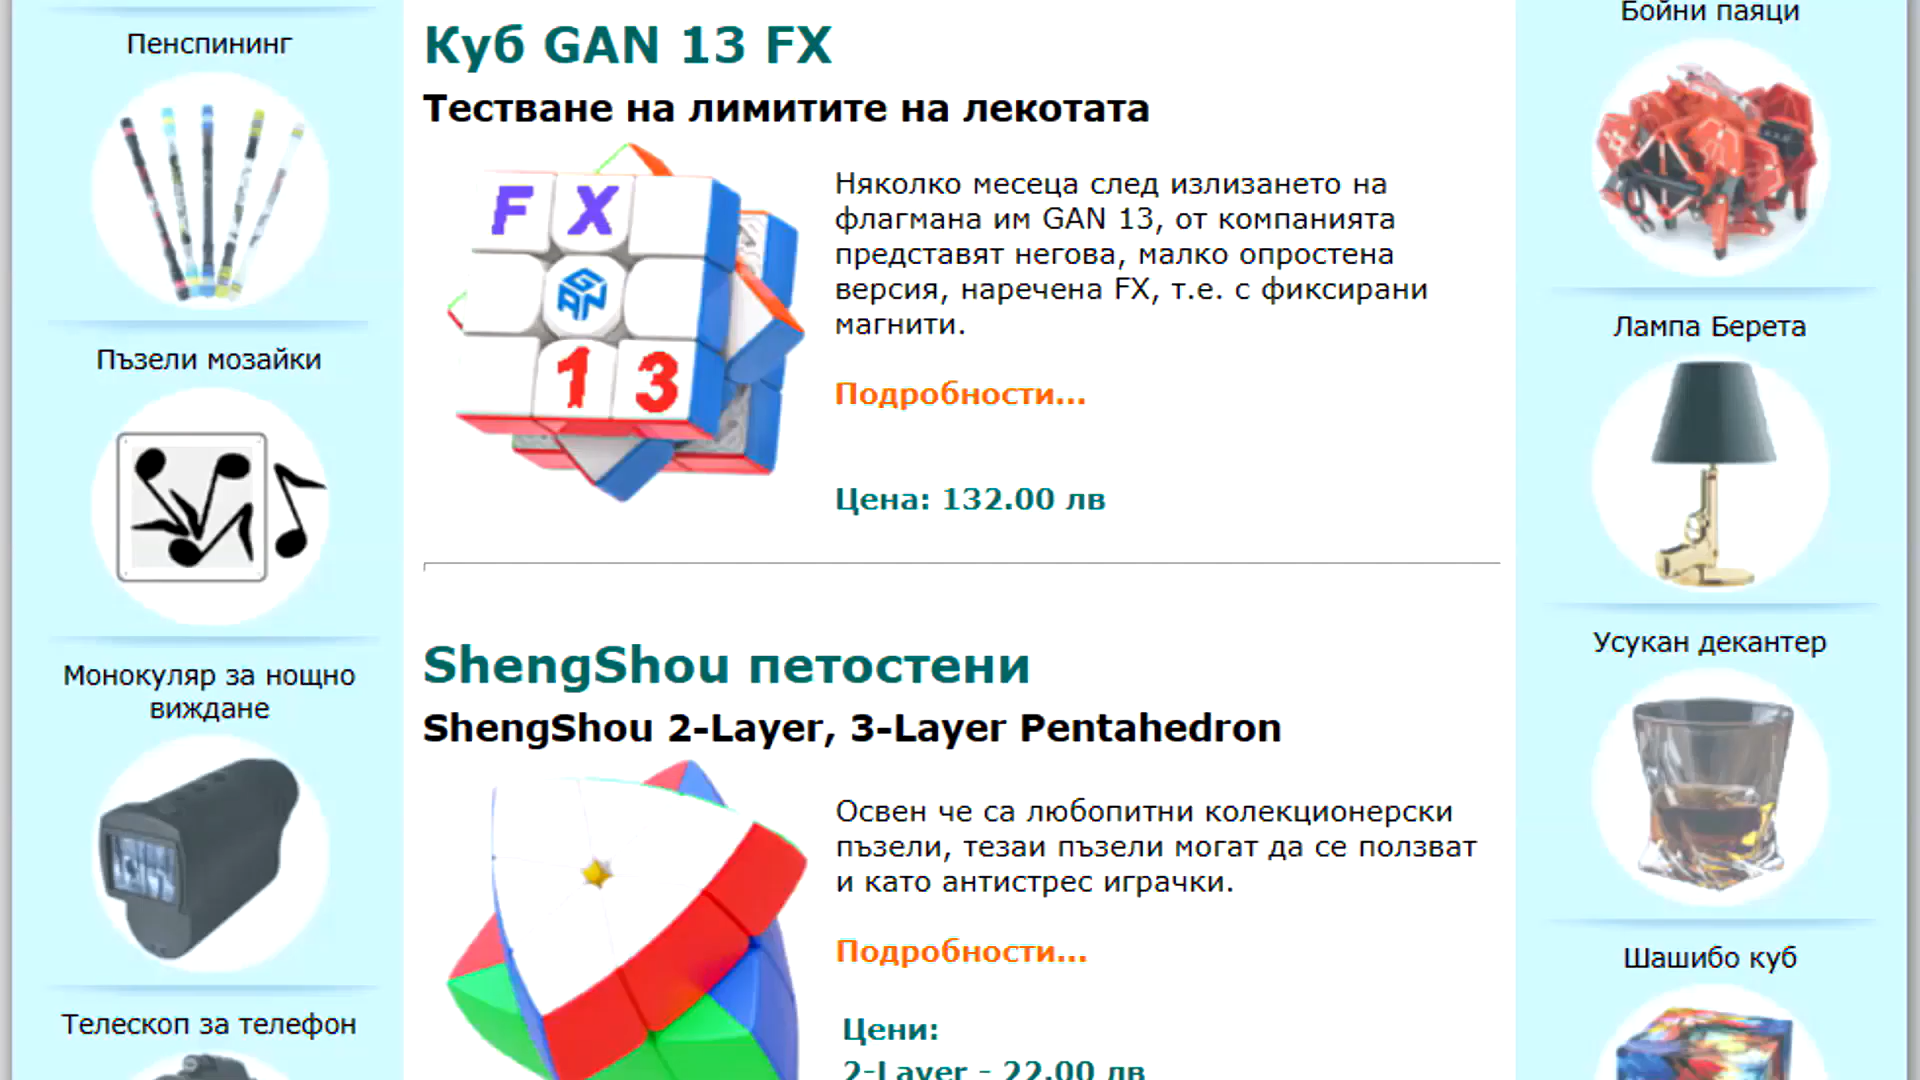 Пенспининг
Пъзели мозайки
Монокуляр за нощно
виждане
Телескоп за телефон
Куб GAN 13 FX
Тестване на лимитите на лекотата
F X
GAN
1 3
Няколко месеца след излизането на
флагмана им GAN 13, от компанията
представят негова, малко опростена
версия, наречена FX, т.е. с фиксирани
магнити.
Подробности...
Цена: 132.00 лв
ShengShou петостени
ShengShou 2-Layer, 3-Layer Pentahedron
Освен че са любопитни колекционерски
пъзели, тезаи пъзели могат да се ползват
и като антистрес играчки.
Подробности...
Цени:
2-Layer - 22.00 лв
Бойни паяци
Лампа Берета
Усукан декантер
Шашибо куб